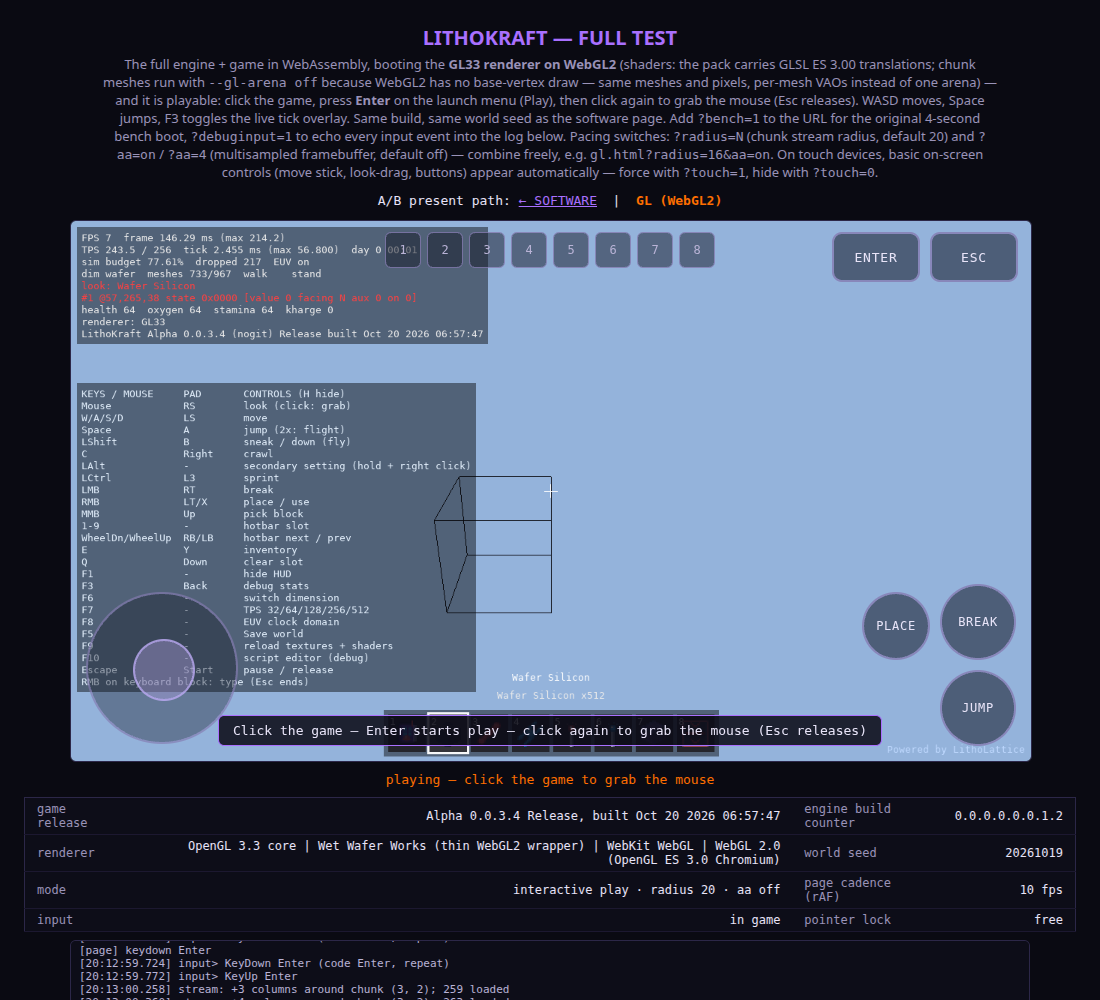 LITHOKRAFT — FULL TEST
The full engine + game in WebAssembly, booting the GL33 renderer on WebGL2 (shaders: the pack carries GLSL ES 3.00 translations; chunk
meshes run with --gl-arena off because WebGL2 has no base-vertex draw — same meshes and pixels, per-mesh VAOs instead of one arena) —
and it is playable: click the game, press Enter on the launch menu (Play), then click again to grab the mouse (Esc releases). WASD moves, Space
jumps, F3 toggles the live tick overlay. Same build, same world seed as the software page. Add ?bench=1 to the URL for the original 4-second
bench boot, ?debuginput=1 to echo every input event into the log below. Pacing switches: ?radius=N (chunk stream radius, default 20) and ?
aa=on / ?aa=4 (multisampled framebuffer, default off) — combine freely, e.g. gl.html?radius=16&aa=on. On touch devices, basic on-screen
controls (move stick, look-drag, buttons) appear automatically — force with ?touch=1, hide with ?touch=0.
A/B present path: ← SOFTWARE | GL (WebGL2)
FPS 7 frame 146.29 ms (max 214.2)
TPS 243.5 / 256 tick 2.455 ms (max 56.800) day 0
sim budget 77.61% dropped 217 EUV on
dim wafer meshes 733/967 walk stand
look: Wafer Silicon
#1 @57,265,38 state 0x0000 [value 0 facing N aux 0 on 0]
health 64 oxygen 64 stamina 64 kharge 0
renderer: GL33
LithoKraft Alpha 0.0.3.4 (nogit) Release built Oct 20 2026 06:57:47
1 2 3 4 5 6 7 8
ENTER ESC
KEYS / MOUSE PAD CONTROLS (H hide)
Mouse RS look (click: grab)
W/A/S/D LS move
Space A jump (2x: flight)
LShift B sneak / down (fly)
C Right crawl
LAlt - secondary setting (hold + right click)
LCtrl L3 sprint
LMB RT break
RMB LT/X place / use
MMB Up pick block
1-9 - hotbar slot
WheelDn/WheelUp RB/LB hotbar next / prev
E Y inventory
Q Down clear slot
F1 - hide HUD
F3 Back debug stats
F6 - switch dimension
F7 - TPS 32/64/128/256/512
F8 - EUV clock domain
F5 - Save world
F9 - reload textures + shaders
F10 - script editor (debug)
Escape Start pause / release
RMB on keyboard block: type (Esc ends)
PLACE
BREAK
JUMP
Wafer Silicon
Wafer Silicon x512
Click the game — Enter starts play — click again to grab the mouse (Esc releases)
Powered by LithoLattice
playing — click the game to grab the mouse
game release Alpha 0.0.3.4 Release, built Oct 20 2026 06:57:47 engine build counter 0.0.0.0.0.0.1.2
renderer OpenGL 3.3 core | Wet Wafer Works (thin WebGL2 wrapper) | WebKit WebGL | WebGL 2.0 (OpenGL ES 3.0 Chromium) world seed 20261019
mode interactive play · radius 20 · aa off page cadence (rAF) 10 fps
input in game pointer lock free
[page] keydown Enter
[20:12:59.724] input> KeyDown Enter (code Enter, repeat)
[20:12:59.772] input> KeyUp Enter
[20:13:00.258] stream: +3 columns around chunk (3, 2); 259 loaded